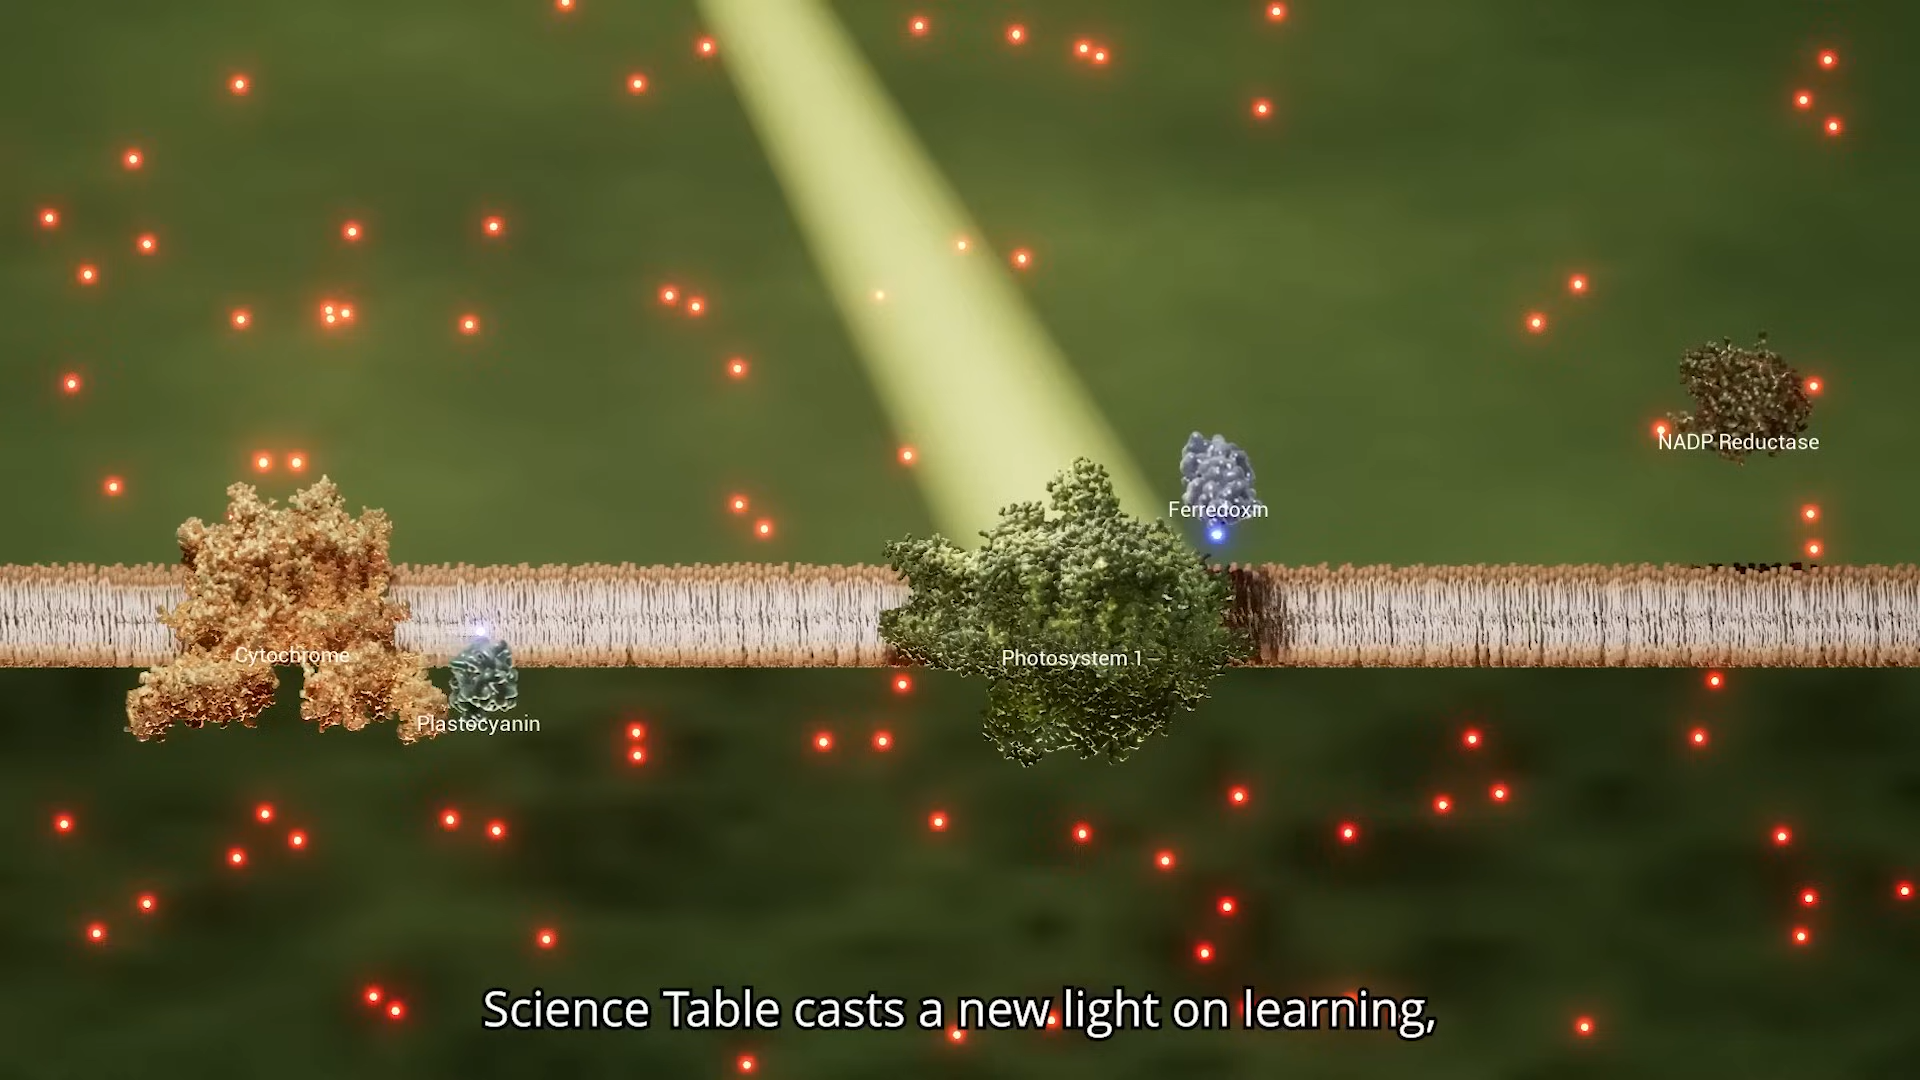 NADP Reductase
Ferredoxin
Cytochrome
Photosystem 1
Plastocyanin
Science Table casts a new light on learning,